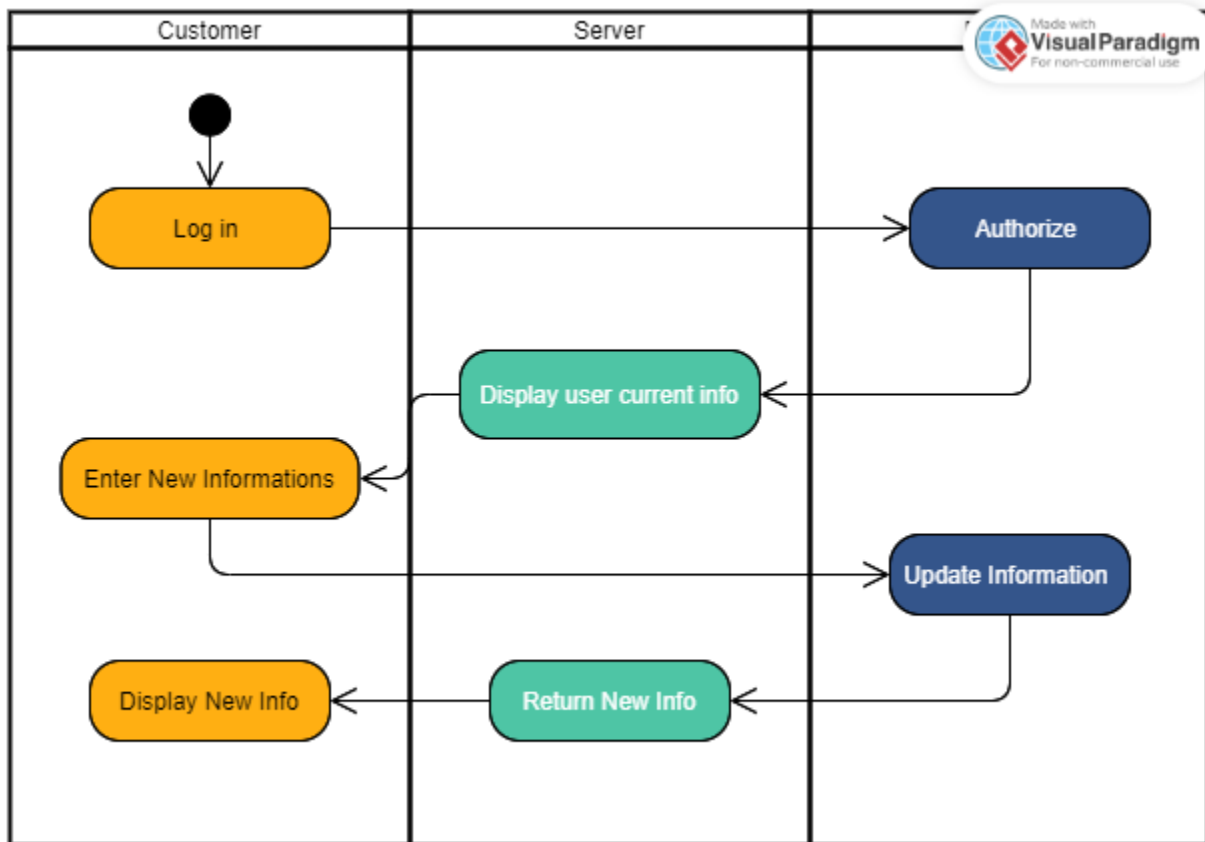 Customer
Server
Made with
Visual Paradigm
For non-commercial use
Log in
Authorize
Display user current info
Enter New Informations
Update Information
Display New Info
Return New Info